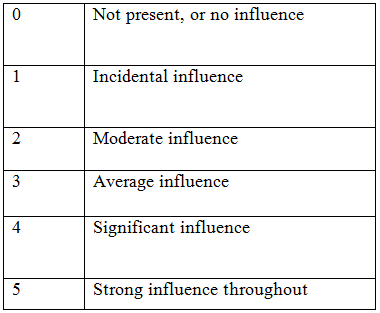 0 Not present, or no influence
1 Incidental influence
2 Moderate influence
3 Average influence
4 Significant influence
5 Strong influence throughout